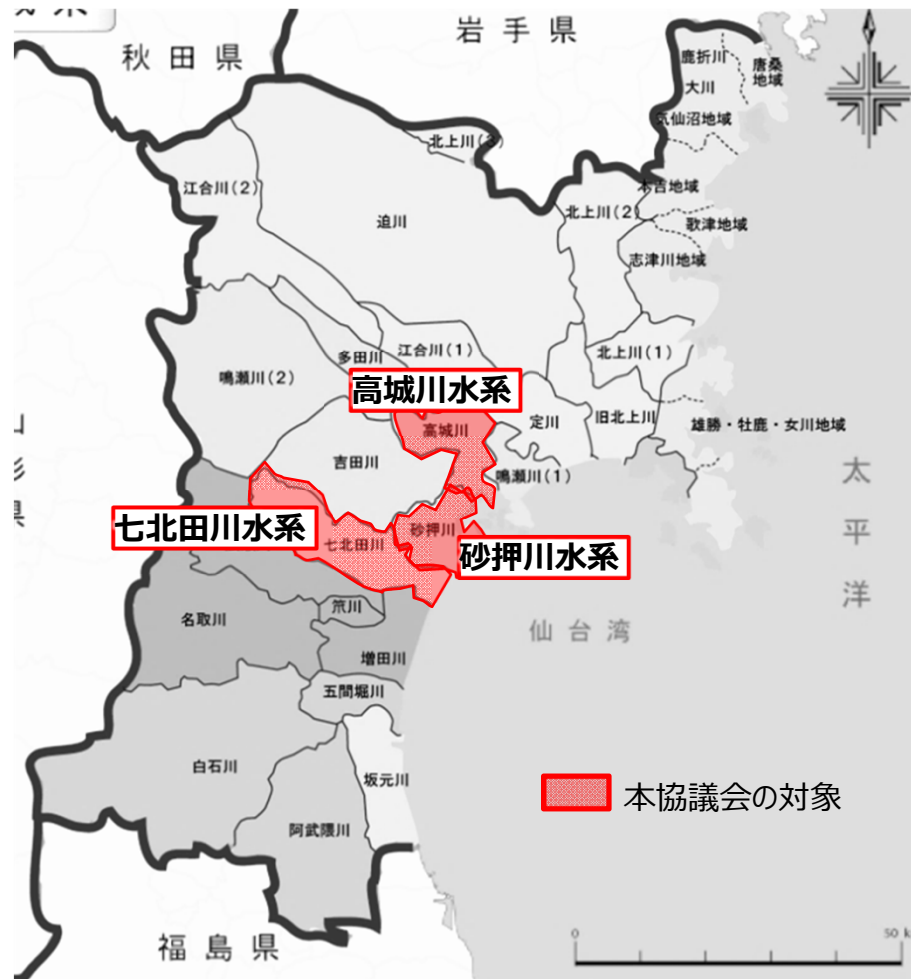 岩手県
秋田県
鹿折川
唐桑
地域
大川
気仙沼地域
北上川(3)
江合川(2)
本吉地域
北上川(2)
迫川
歌津地域
志津川地域
江合川(1)
北上川(1)
多田川
鳴瀬川(2)
高城川水系
高城川
定川
旧北上川
雄勝・牡鹿・女川地域
吉田川
鳴瀬川(1)
太平洋
山形県
七北田川水系
七北田川
砂押川
砂押川水系
笊川
名取川
仙台湾
増田川
五間堀川
白石川
坂元川
本協議会の対象
阿武隈川
福島県
0
50 k